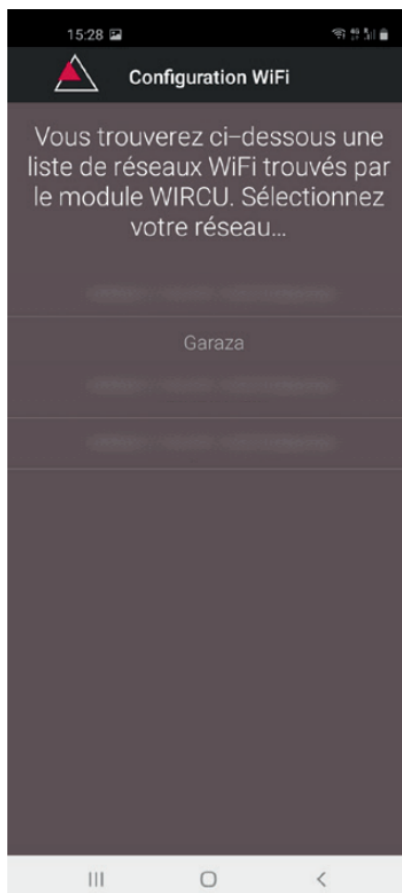 15:28
Configuration WiFi
Vous trouverez ci-dessous une
liste de réseaux WiFi trouvés par
le module WIRCU. Sélectionnez
votre réseau...
Garaza